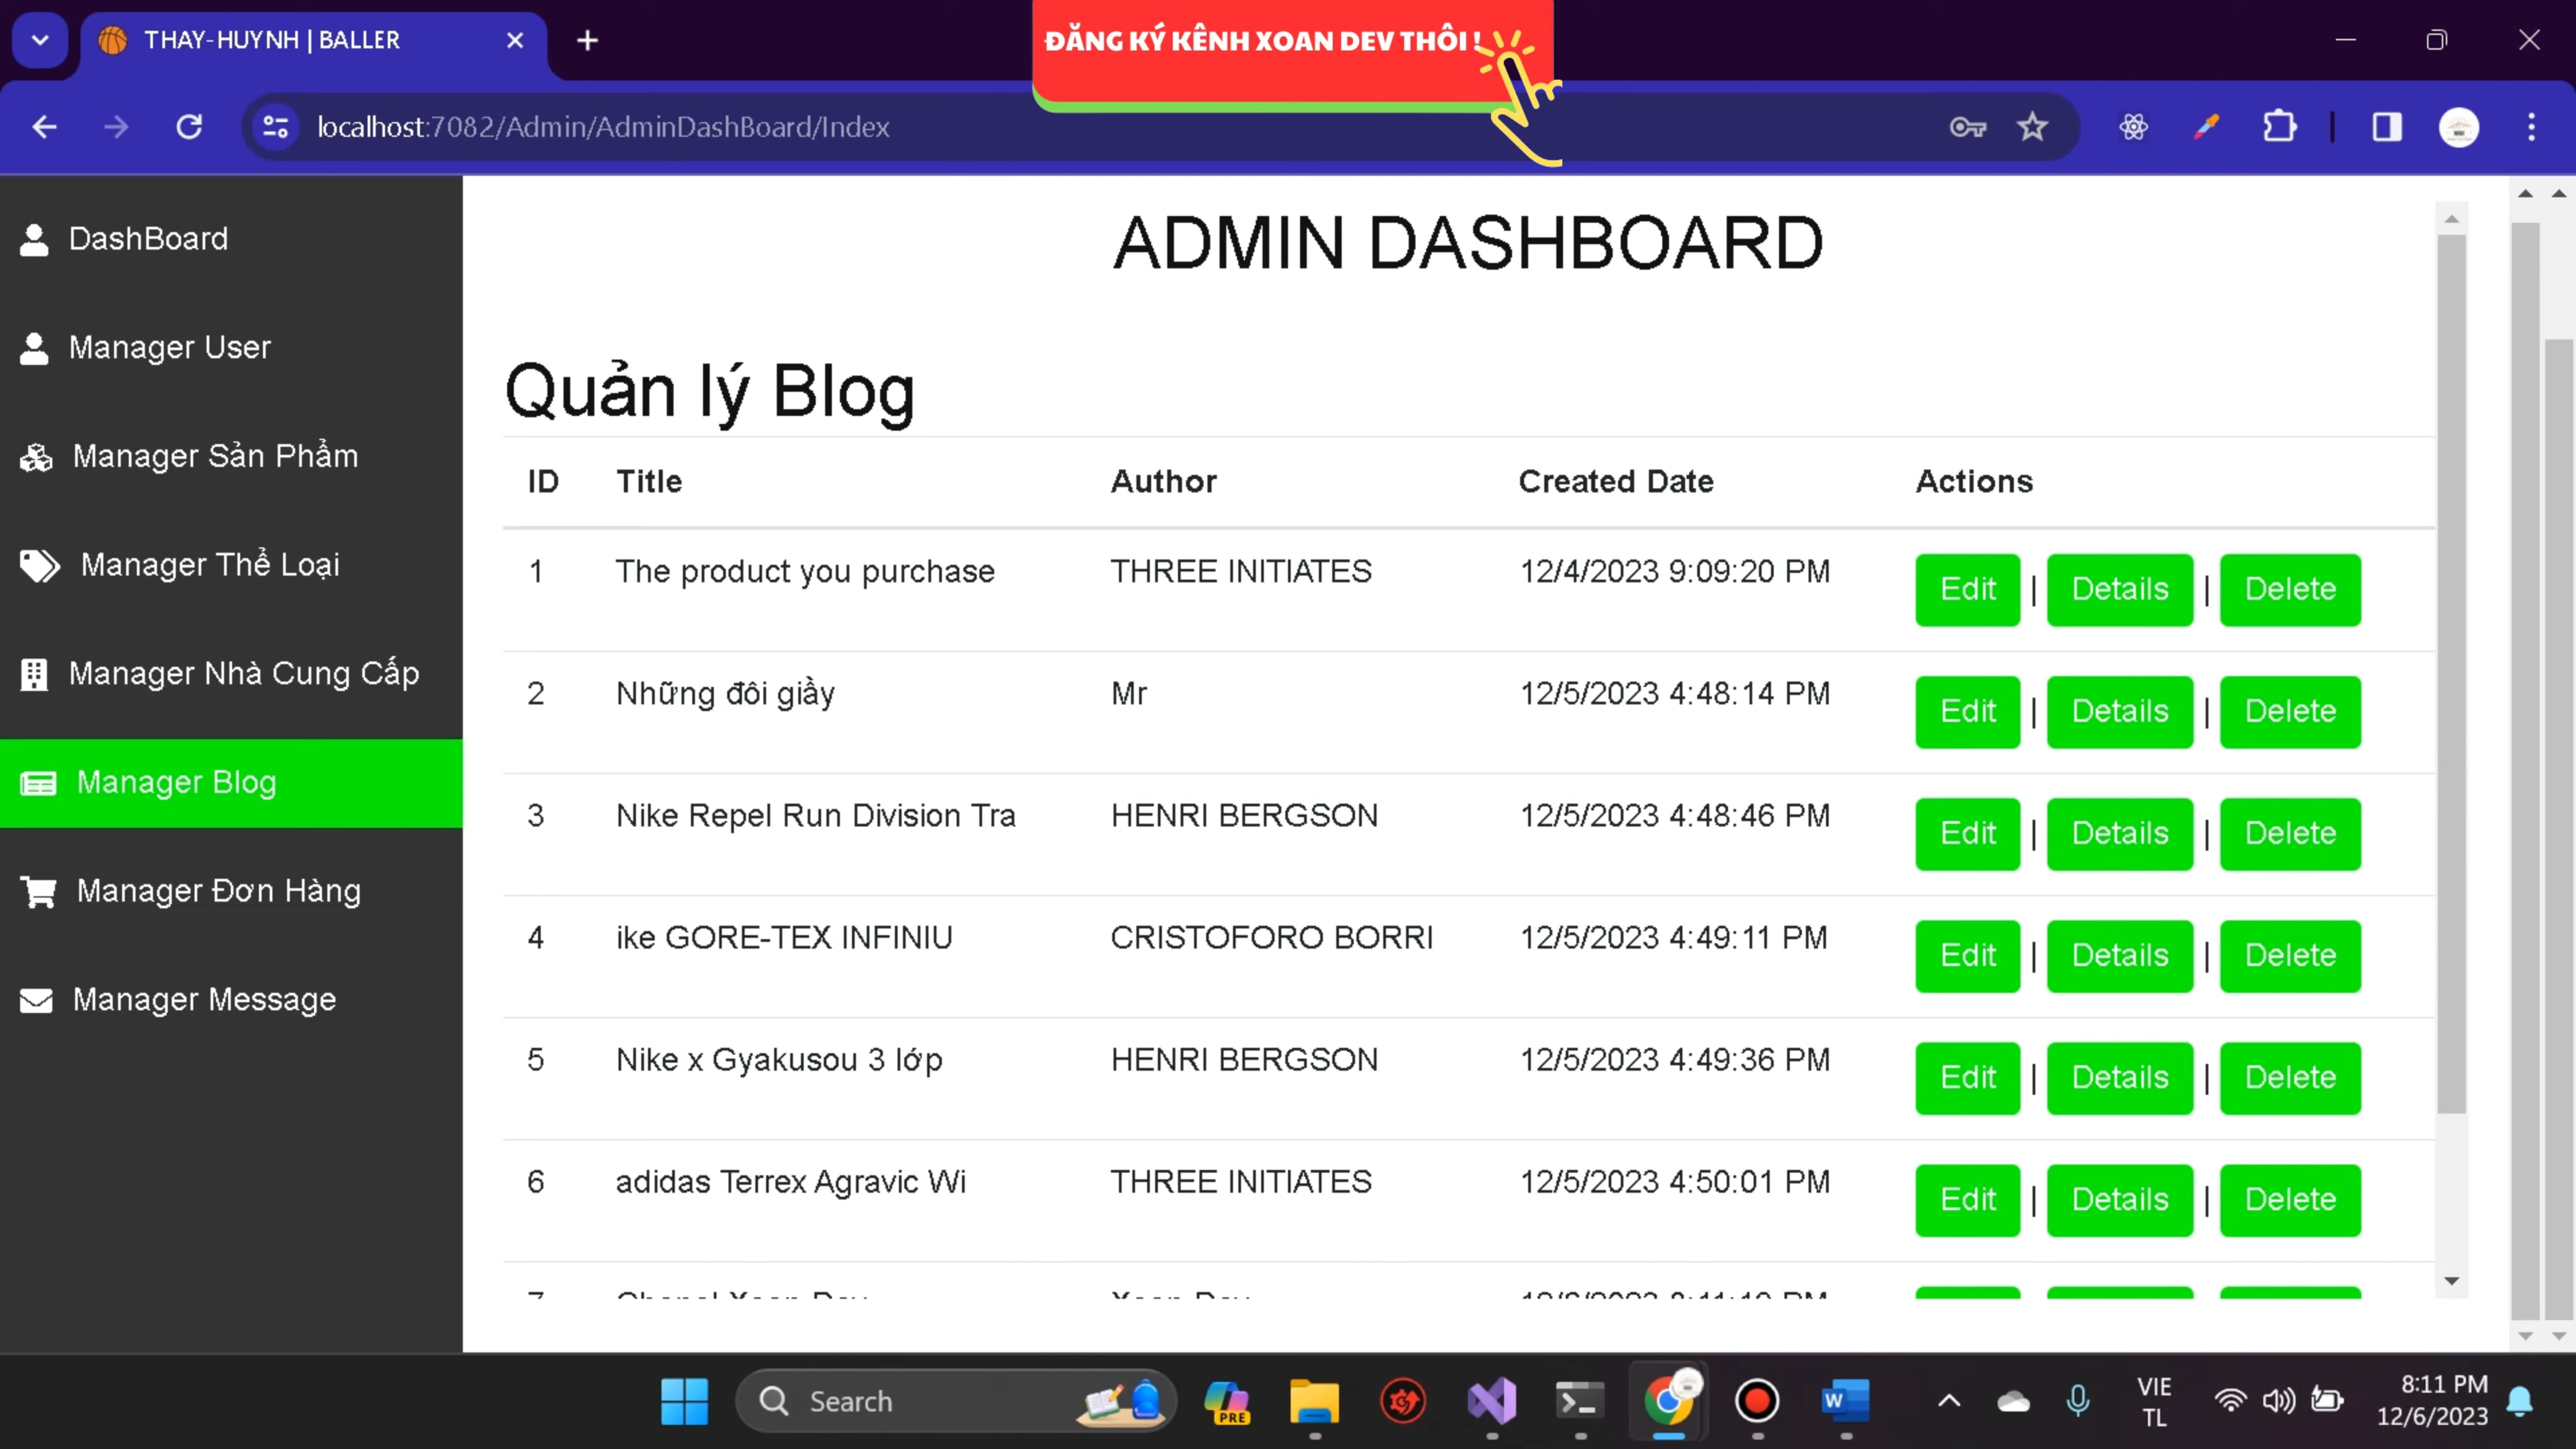 THAY-HUYNH | BALLER
ĐĂNG KÝ KÊNH XOAN DEV THÔI !
localhost:7082/Admin/AdminDashBoard/Index
DashBoard
Manager User
Manager Sản Phẩm
Manager Thể Loại
Manager Nhà Cung Cấp
Manager Blog
Manager Đơn Hàng
Manager Message
ADMIN DASHBOARD
Quản lý Blog
ID Title Author Created Date Actions
1 The product you purchase THREE INITIATES 12/4/2023 9:09:20 PM Edit | Details | Delete
2 Những đôi giầy Mr 12/5/2023 4:48:14 PM Edit | Details | Delete
3 Nike Repel Run Division Tra HENRI BERGSON 12/5/2023 4:48:46 PM Edit | Details | Delete
4 ike GORE-TEX INFINIU CRISTOFORO BORRI 12/5/2023 4:49:11 PM Edit | Details | Delete
5 Nike x Gyakusou 3 lớp HENRI BERGSON 12/5/2023 4:49:36 PM Edit | Details | Delete
6 adidas Terrex Agravic Wi THREE INITIATES 12/5/2023 4:50:01 PM Edit | Details | Delete
Search
PRE
VIE
TL
8:11 PM
12/6/2023